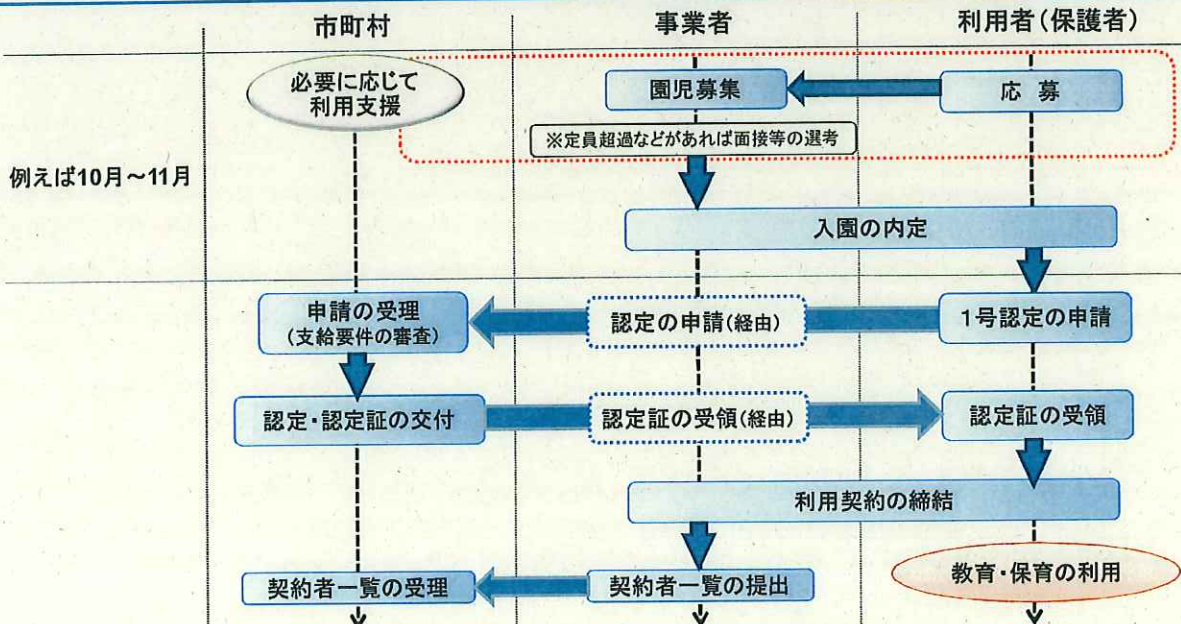 市町村
事業者
利用者(保護者)
必要に応じて
利用支援
園児募集
応募
※定員超過などがあれば面接等の選考
例えば10月～11月
入園の内定
申請の受理
(支給要件の審査)
認定の申請(経由)
1号認定の申請
認定・認定証の交付
認定証の受領(経由)
認定証の受領
利用契約の締結
契約者一覧の受理
契約者一覧の提出
教育・保育の利用